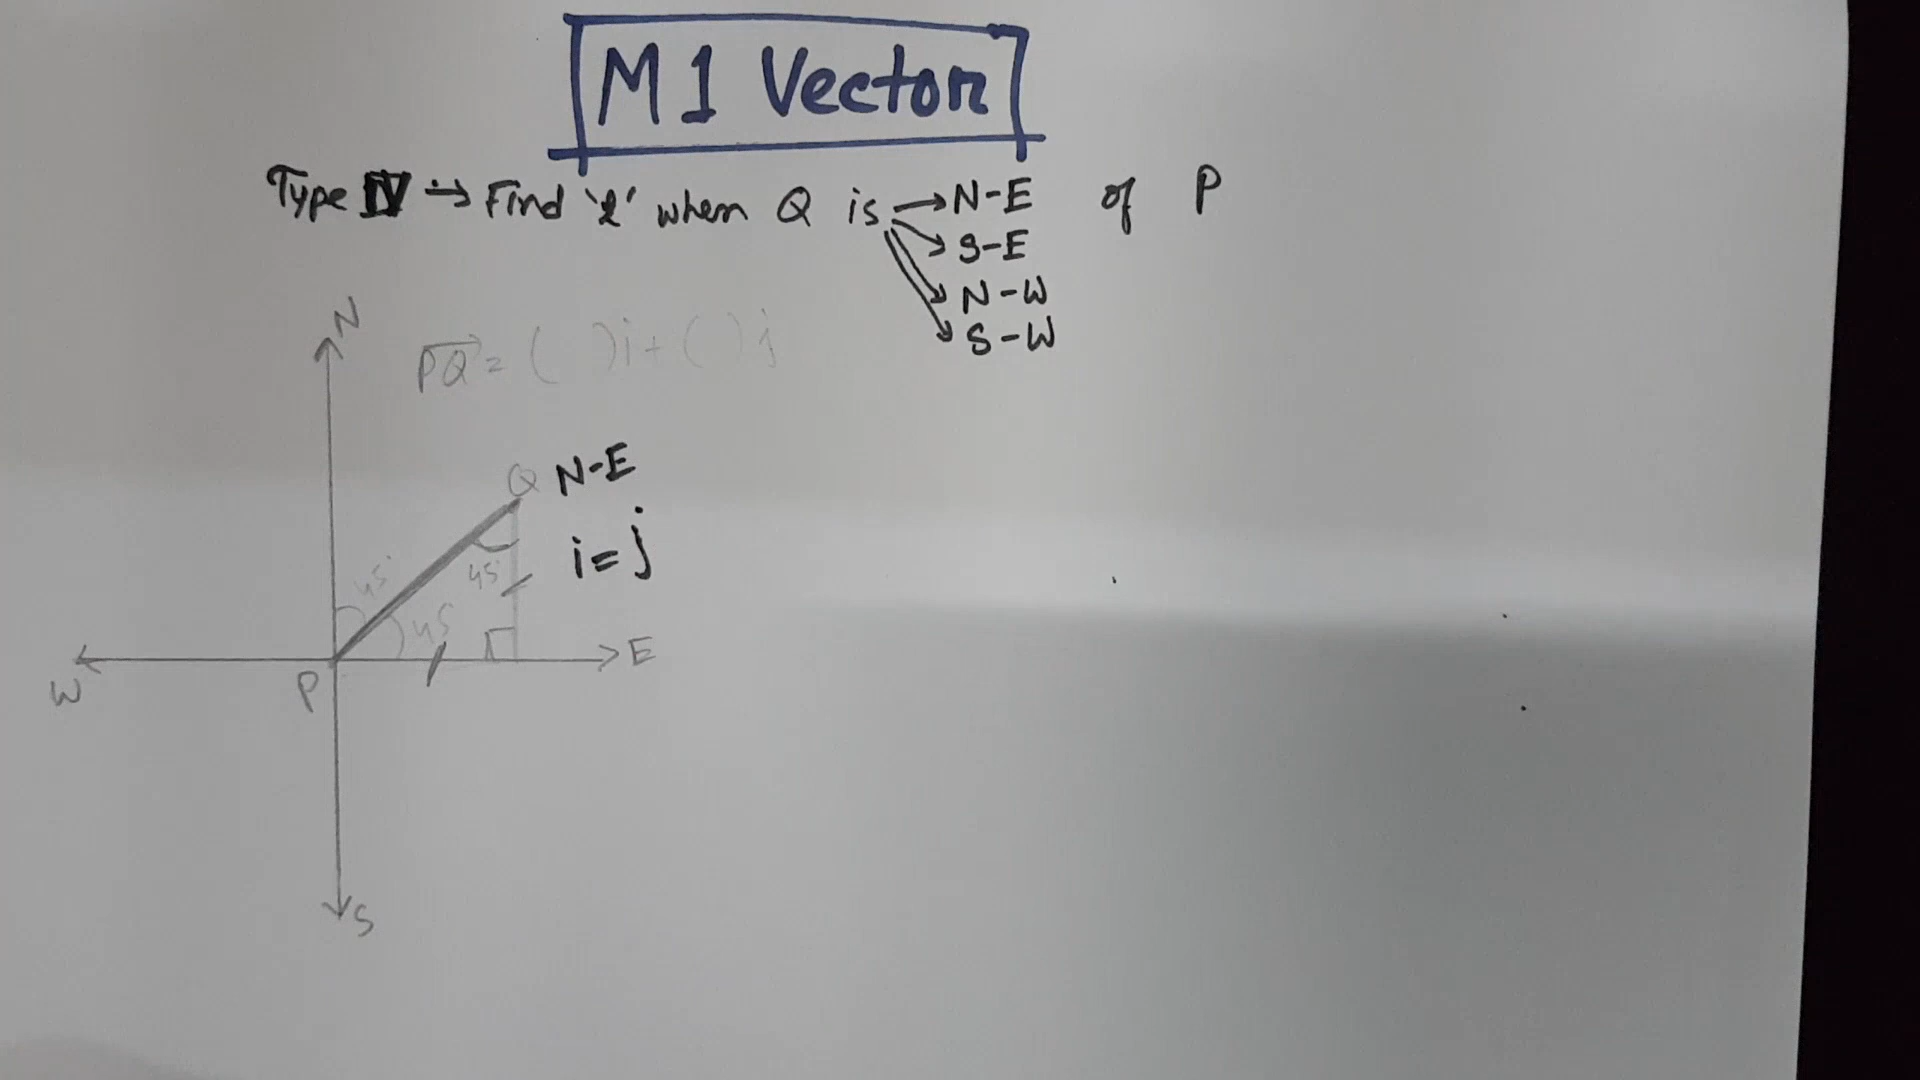 M1 Vector
Type IV → Find 't' when Q is → N-E of P
→ S-E
→ N-W
→ S-W
N
PQ = ( )i + ( )j
Q N-E
i = j
45°
45
45
W
P
E
S